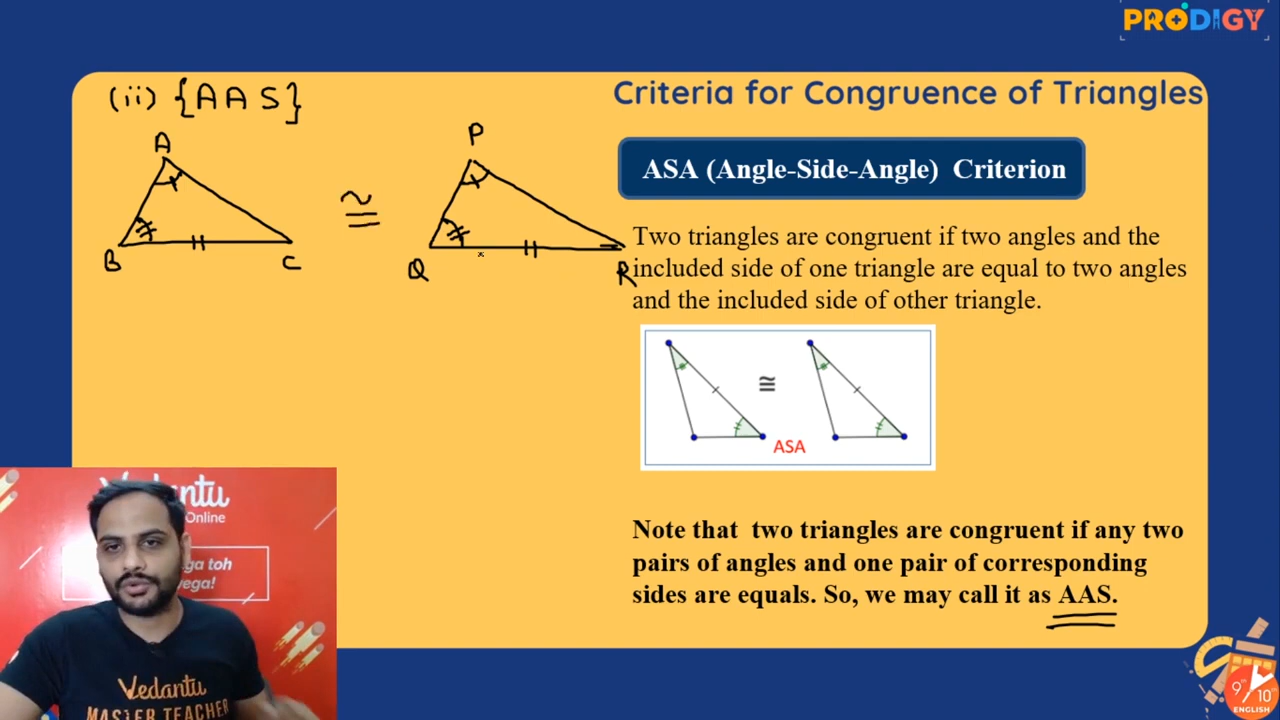 PRODIGY
(ii) {AAS}
Criteria for Congruence of Triangles
A
P
≅
B
C
Q
R
ASA (Angle-Side-Angle) Criterion
Two triangles are congruent if two angles and the
included side of one triangle are equal to two angles
and the included side of other triangle.
≅
ASA
Note that two triangles are congruent if any two
pairs of angles and one pair of corresponding
sides are equals. So, we may call it as AAS.
Vedantu
MASTER TEACHER
9th
10th
ENGLISH